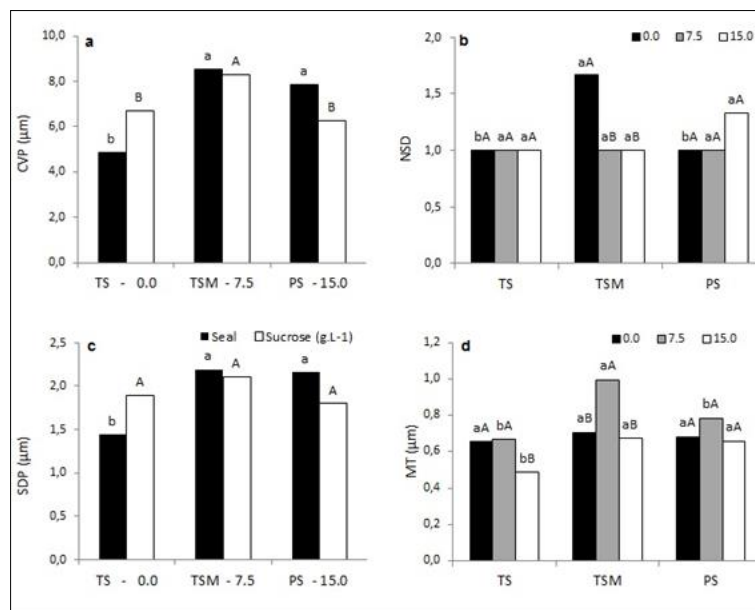 a
CVP (µm)
10,0
8,0
6,0
4,0
2,0
0,0
b B
a A
a B
TS - 0.0 TSM - 7.5 PS - 15.0
b
0.0 7.5 15.0
NSD
2,0
1,5
1,0
0,5
0,0
bA aA aA
aA aB aB
bA aA aA
TS TSM PS
c
Seal Sucrose (g.L-1)
SDP (µm)
2,5
2,0
1,5
1,0
0,5
0,0
b A
a A
a A
TS - 0.0 TSM - 7.5 PS - 15.0
d
0.0 7.5 15.0
MT (µm)
1,2
1,0
0,8
0,6
0,4
0,2
0,0
aA bA bB
aB aA aB
aA bA aA
TS TSM PS